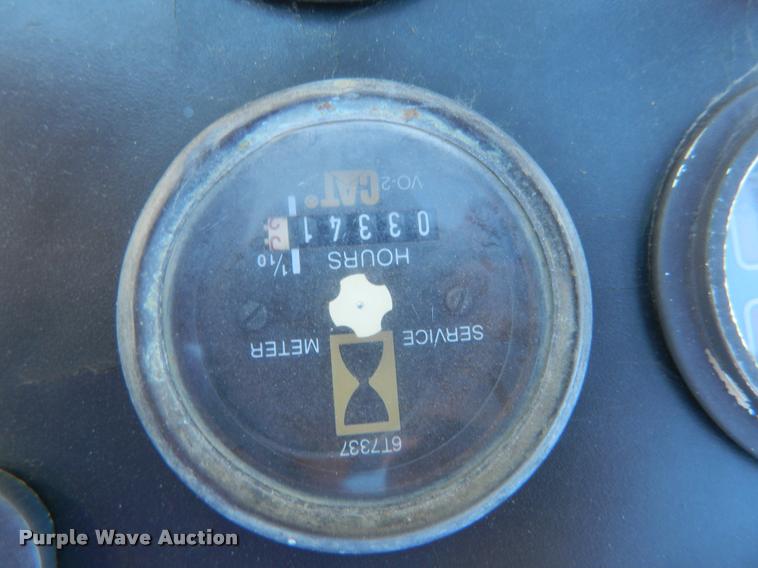 6T7337
SERVICE METER
HOURS 1/10
03341
CAT®
VO-2
Purple Wave Auction